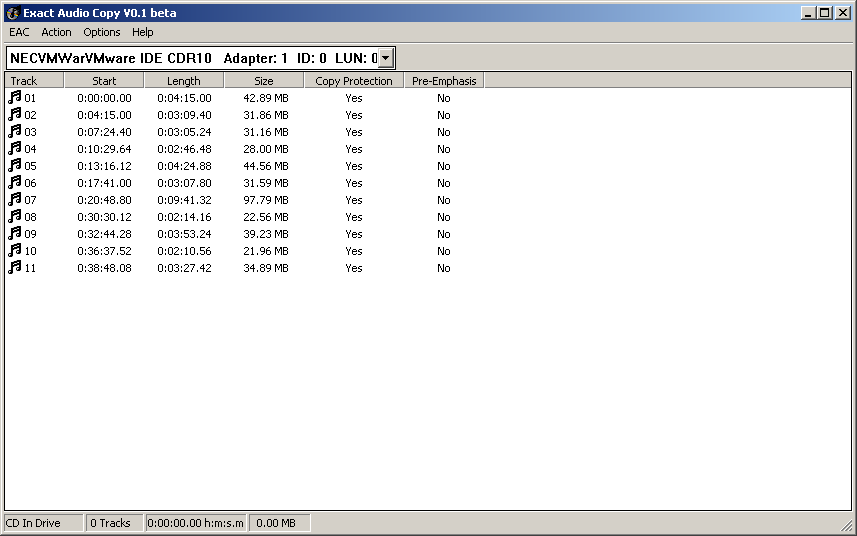 Exact Audio Copy V0.1 beta
EAC Action Options Help
NECVMWarVMware IDE CDR10 Adapter: 1 ID: 0 LUN: 0
Track Start Length Size Copy Protection Pre-Emphasis
01 0:00:00.00 0:04:15.00 42.89 MB Yes No
02 0:04:15.00 0:03:09.40 31.86 MB Yes No
03 0:07:24.40 0:03:05.24 31.16 MB Yes No
04 0:10:29.64 0:02:46.48 28.00 MB Yes No
05 0:13:16.12 0:04:24.88 44.56 MB Yes No
06 0:17:41.00 0:03:07.80 31.59 MB Yes No
07 0:20:48.80 0:09:41.32 97.79 MB Yes No
08 0:30:30.12 0:02:14.16 22.56 MB Yes No
09 0:32:44.28 0:03:53.24 39.23 MB Yes No
10 0:36:37.52 0:02:10.56 21.96 MB Yes No
11 0:38:48.08 0:03:27.42 34.89 MB Yes No
CD In Drive 0 Tracks 0:00:00.00 h:m:s.m 0.00 MB